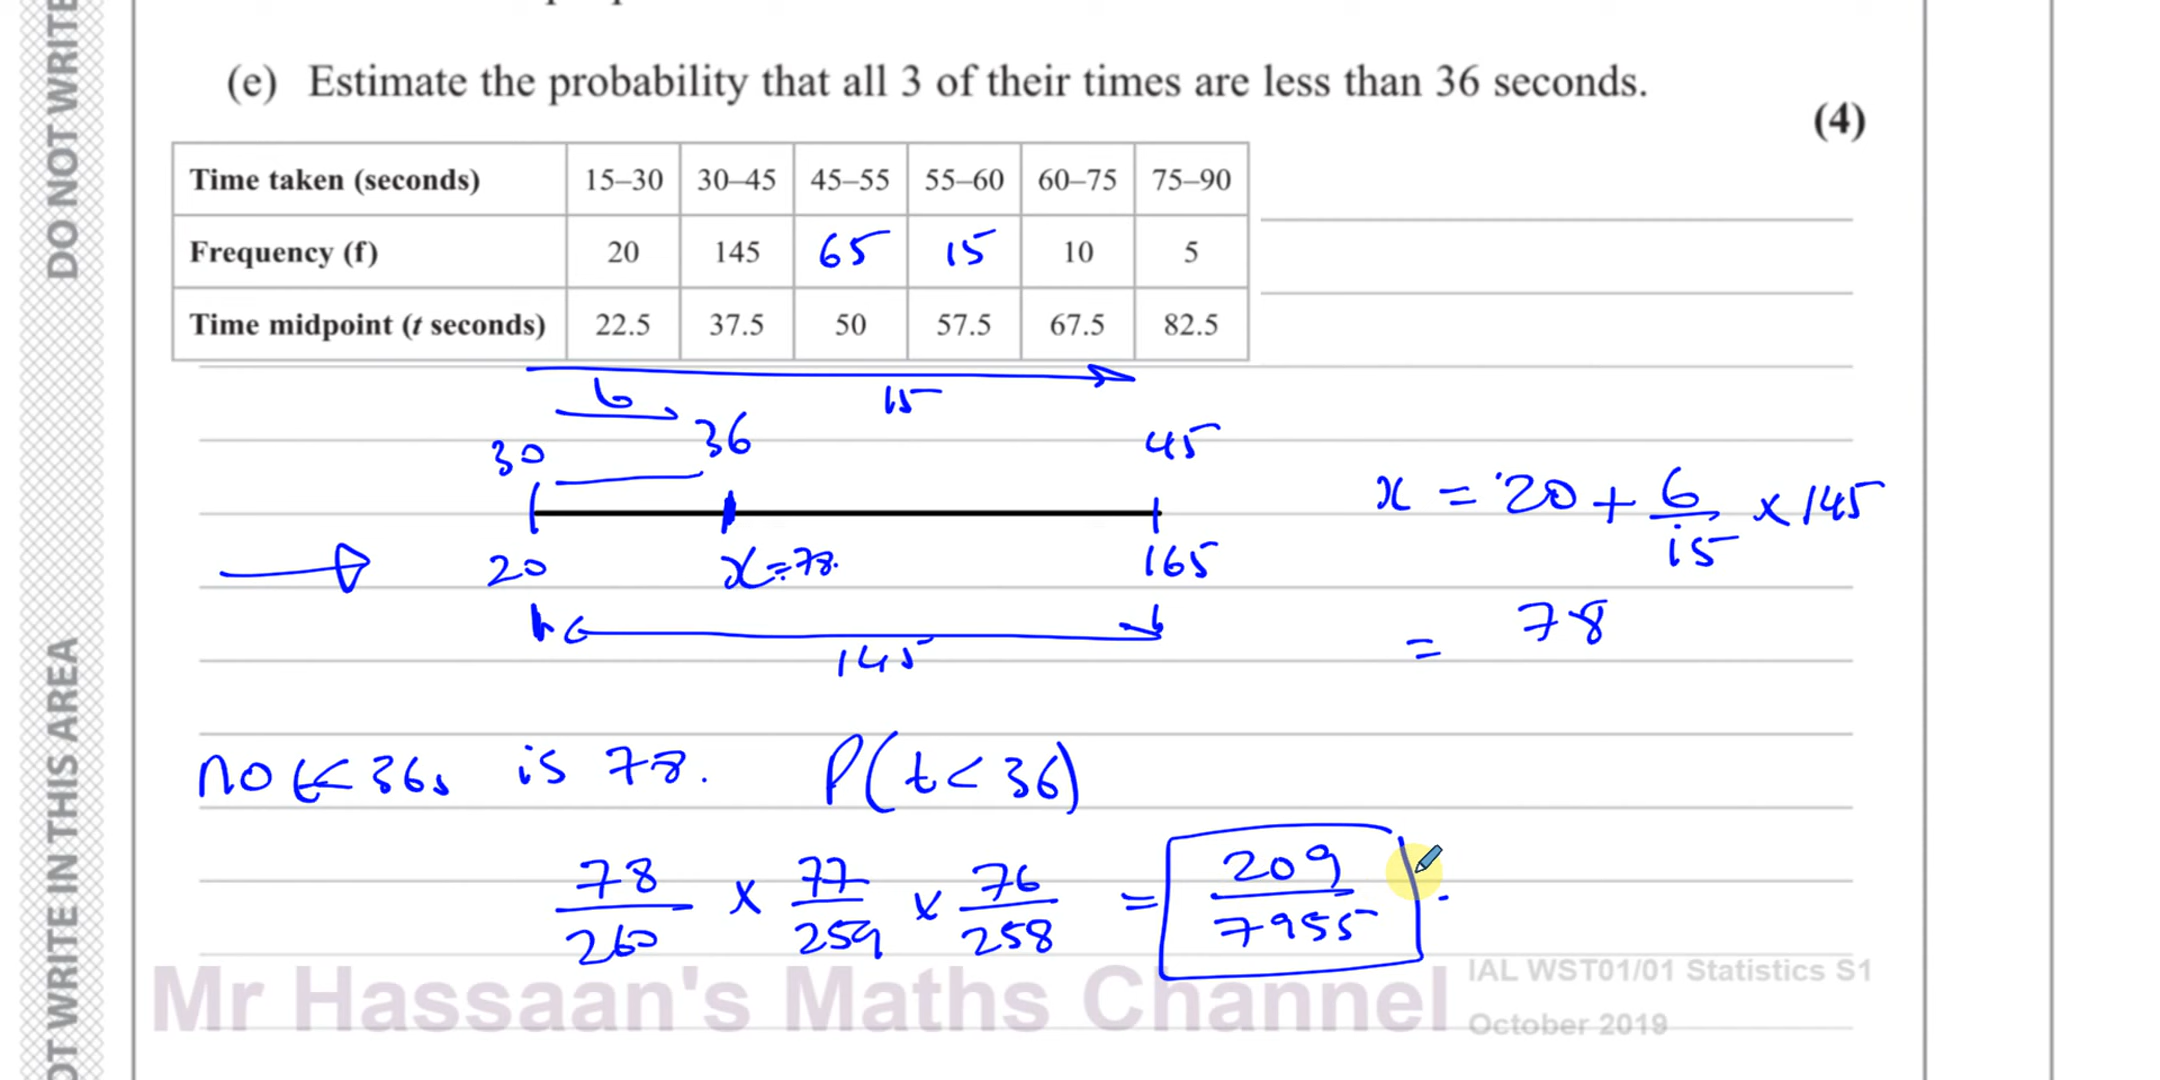 DO NOT WRITE
OT WRITE IN THIS AREA
(e) Estimate the probability that all 3 of their times are less than 36 seconds.
(4)
Time taken (seconds) 15–30 30–45 45–55 55–60 60–75 75–90
Frequency (f) 20 145 65 15 10 5
Time midpoint (t seconds) 22.5 37.5 50 57.5 67.5 82.5
6 15
30 36 45
x = 20 + 6/15 × 145
20 x = 78. 165
= 78
145
no t < 36s is 78. P(t < 36)
78/260 × 77/259 × 76/258 = 209/7955.
Mr Hassaan's Maths Channel
IAL WST01/01 Statistics S1
October 2019